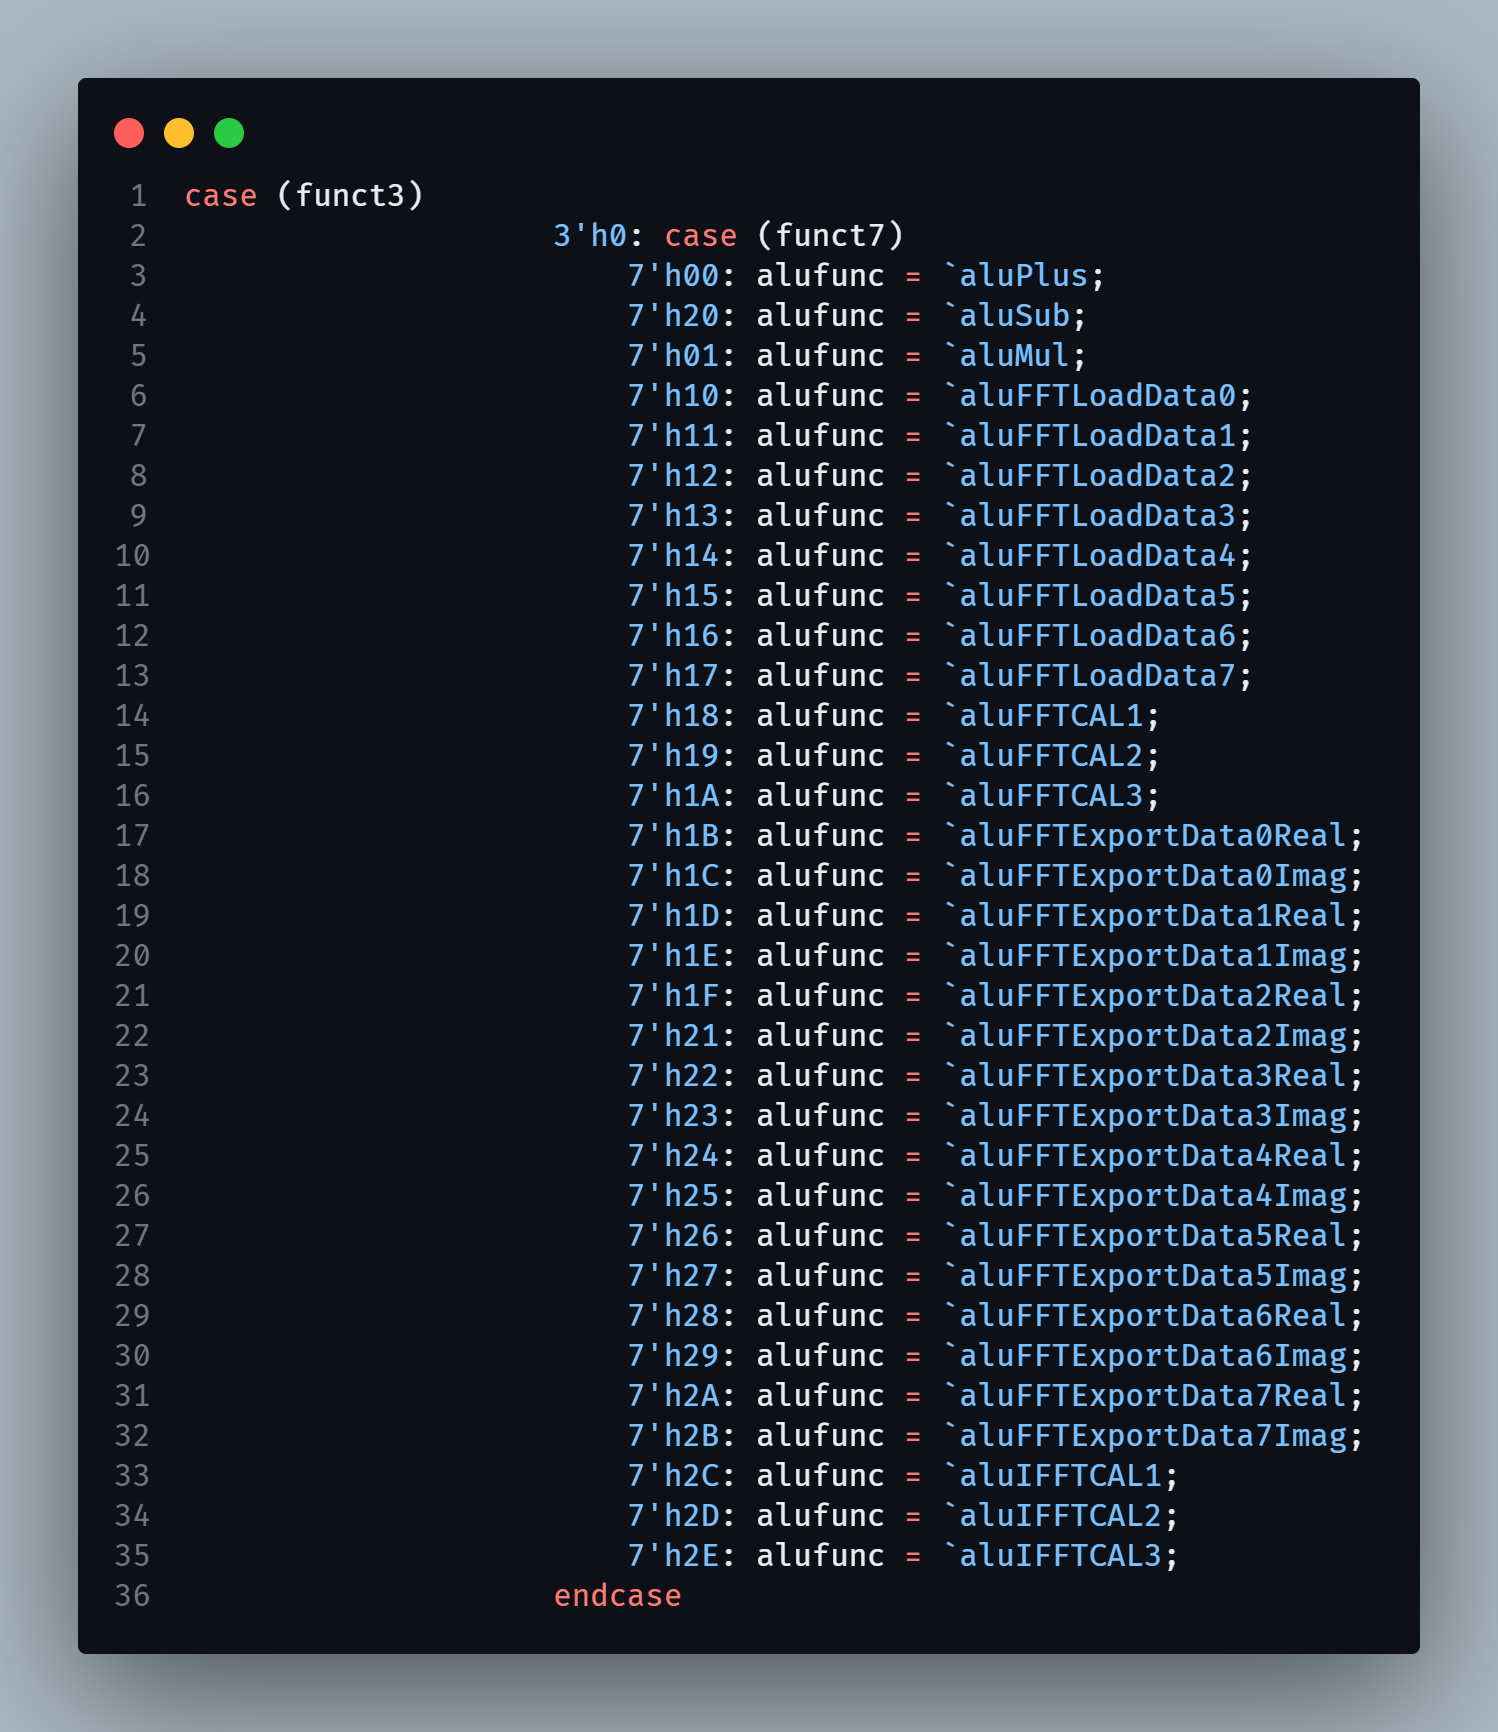 1 case (funct3)
2 3'h0: case (funct7)
3 7'h00: alufunc = `aluPlus;
4 7'h20: alufunc = `aluSub;
5 7'h01: alufunc = `aluMul;
6 7'h10: alufunc = `aluFFTLoadData0;
7 7'h11: alufunc = `aluFFTLoadData1;
8 7'h12: alufunc = `aluFFTLoadData2;
9 7'h13: alufunc = `aluFFTLoadData3;
10 7'h14: alufunc = `aluFFTLoadData4;
11 7'h15: alufunc = `aluFFTLoadData5;
12 7'h16: alufunc = `aluFFTLoadData6;
13 7'h17: alufunc = `aluFFTLoadData7;
14 7'h18: alufunc = `aluFFTCAL1;
15 7'h19: alufunc = `aluFFTCAL2;
16 7'h1A: alufunc = `aluFFTCAL3;
17 7'h1B: alufunc = `aluFFTExportData0Real;
18 7'h1C: alufunc = `aluFFTExportData0Imag;
19 7'h1D: alufunc = `aluFFTExportData1Real;
20 7'h1E: alufunc = `aluFFTExportData1Imag;
21 7'h1F: alufunc = `aluFFTExportData2Real;
22 7'h21: alufunc = `aluFFTExportData2Imag;
23 7'h22: alufunc = `aluFFTExportData3Real;
24 7'h23: alufunc = `aluFFTExportData3Imag;
25 7'h24: alufunc = `aluFFTExportData4Real;
26 7'h25: alufunc = `aluFFTExportData4Imag;
27 7'h26: alufunc = `aluFFTExportData5Real;
28 7'h27: alufunc = `aluFFTExportData5Imag;
29 7'h28: alufunc = `aluFFTExportData6Real;
30 7'h29: alufunc = `aluFFTExportData6Imag;
31 7'h2A: alufunc = `aluFFTExportData7Real;
32 7'h2B: alufunc = `aluFFTExportData7Imag;
33 7'h2C: alufunc = `aluIFFTCAL1;
34 7'h2D: alufunc = `aluIFFTCAL2;
35 7'h2E: alufunc = `aluIFFTCAL3;
36 endcase